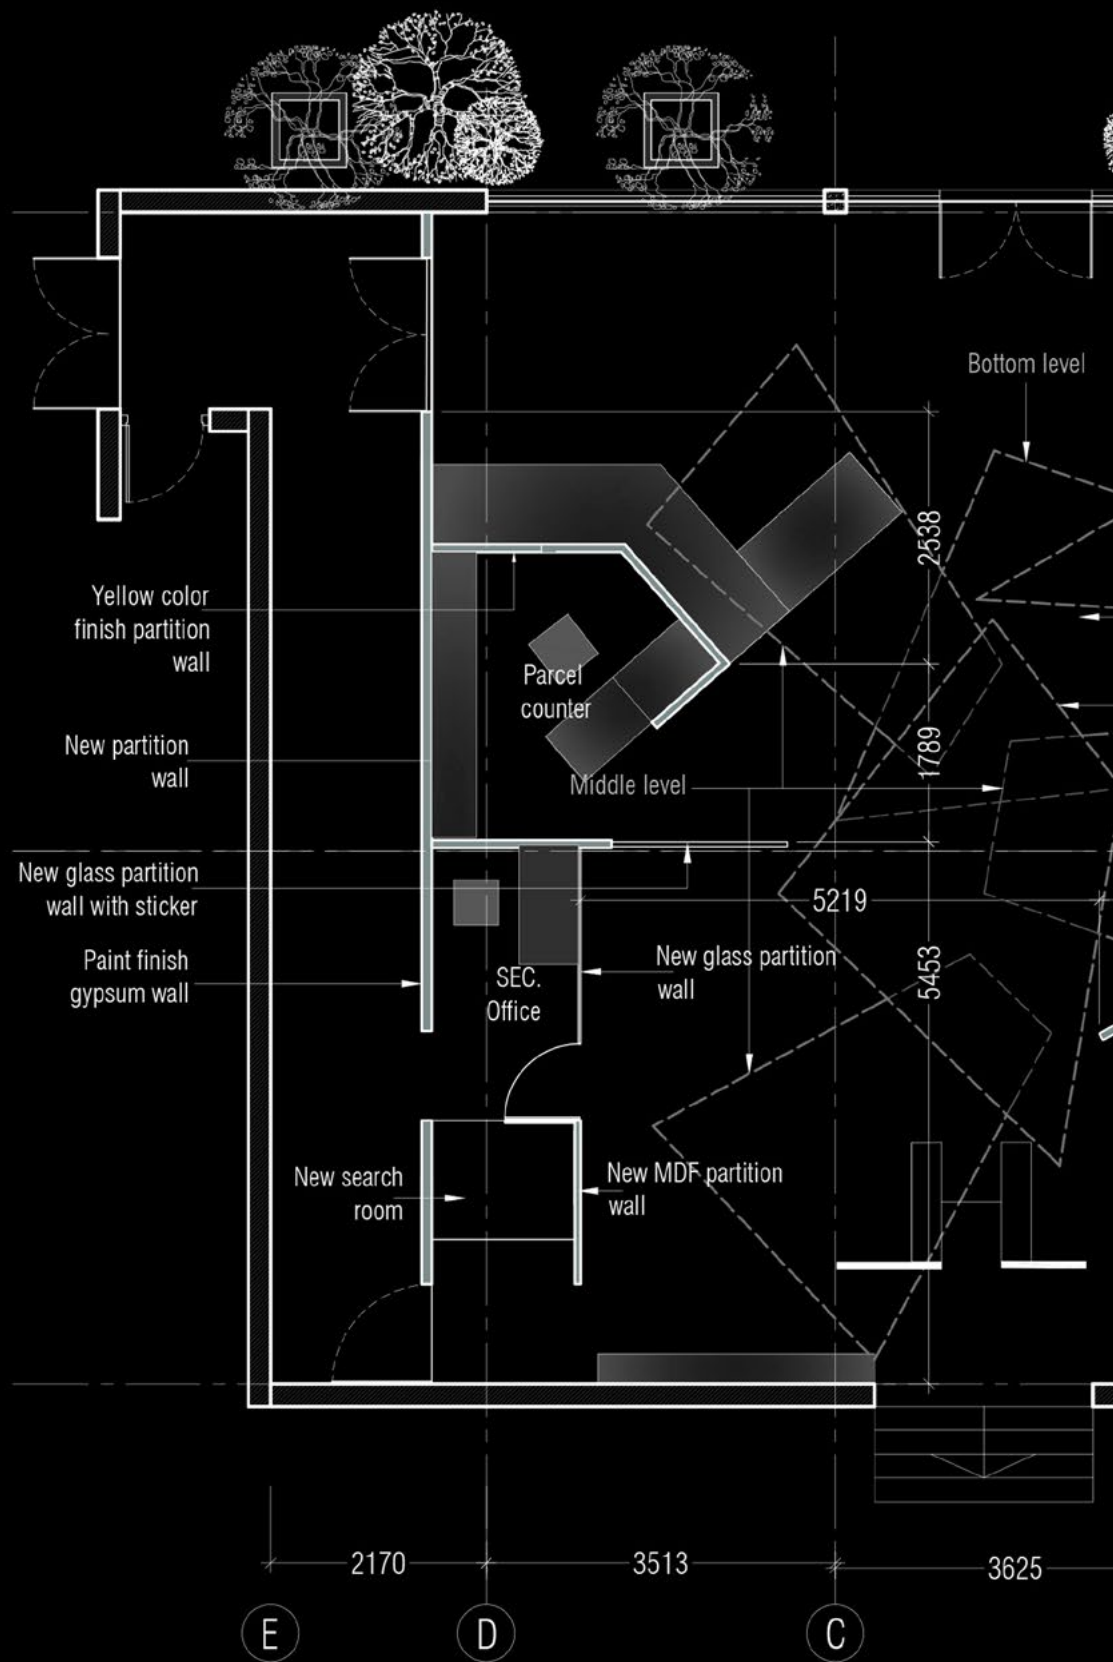 Bottom level
2538
Yellow color
finish partition
wall
Parcel
counter
New partition
wall
1789
Middle level
New glass partition
wall with sticker
5219
Paint finish
gypsum wall
SEC.
Office
New glass partition
wall
5453
New search
room
New MDF partition
wall
2170
3513
3625
E
D
C